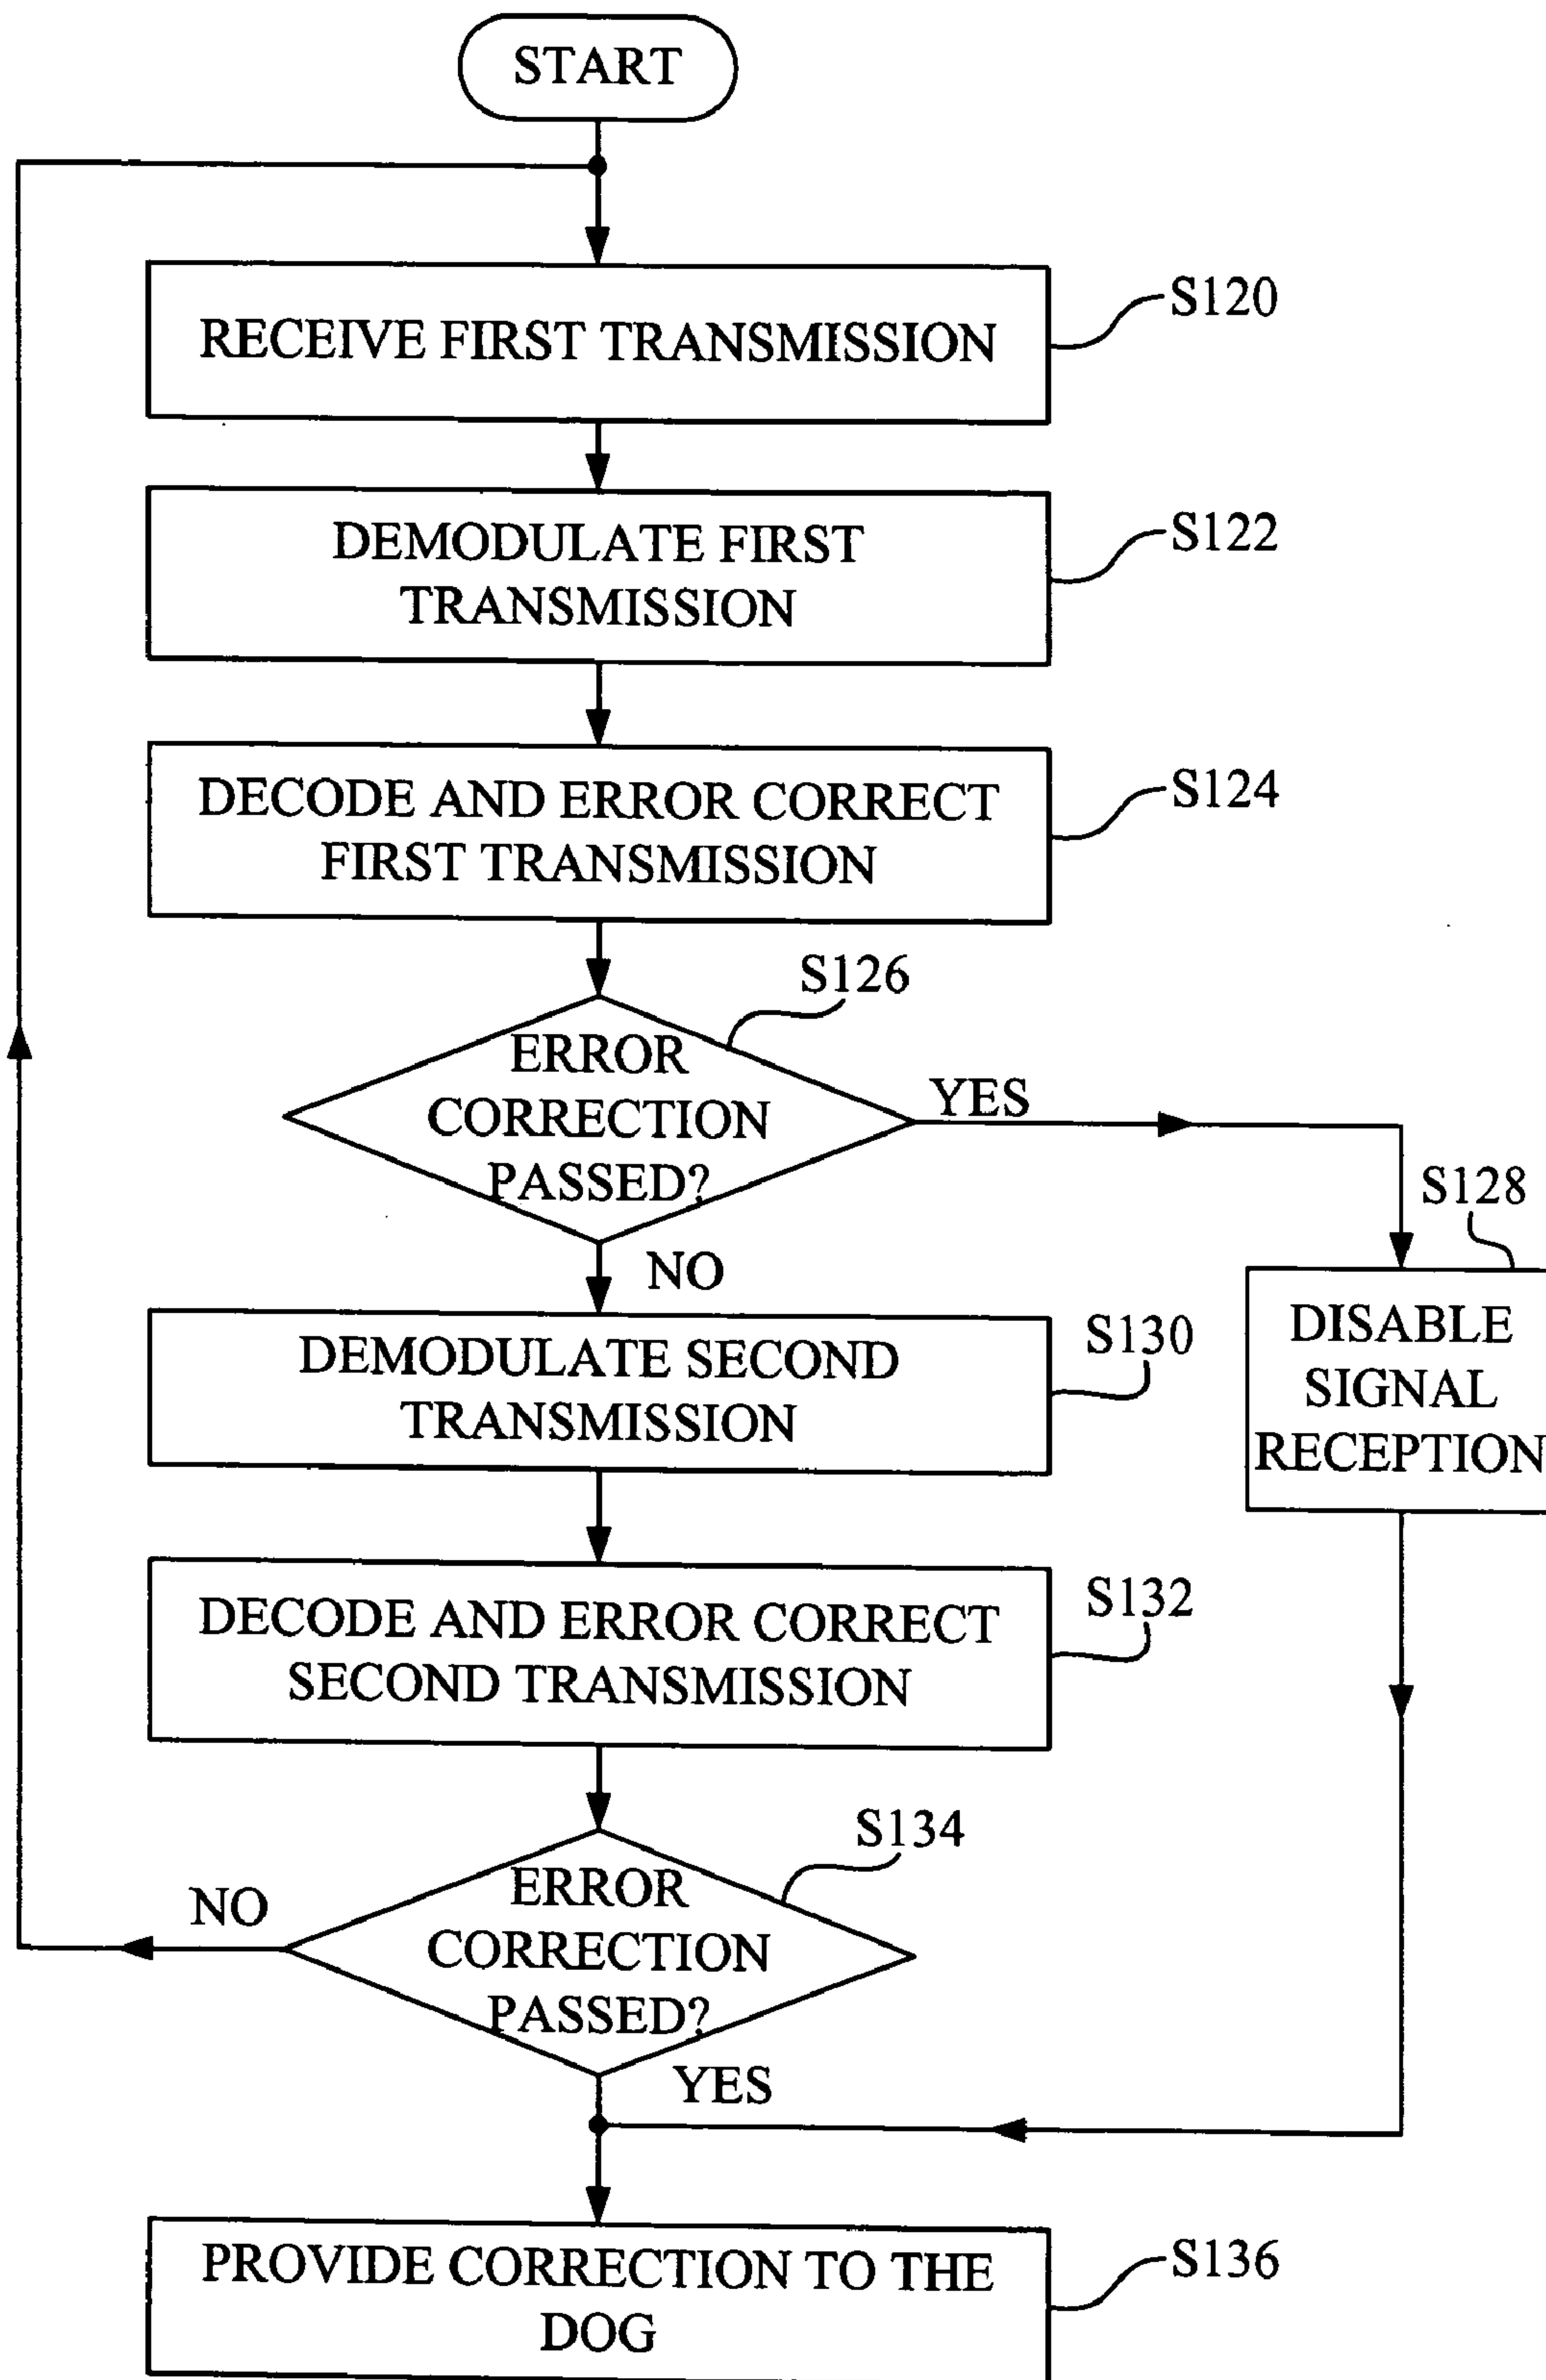 START
RECEIVE FIRST TRANSMISSION
S120
DEMODULATE FIRST
TRANSMISSION
S122
DECODE AND ERROR CORRECT
FIRST TRANSMISSION
S124
S126
ERROR
CORRECTION
PASSED?
YES
NO
S128
DISABLE
SIGNAL
RECEPTION
DEMODULATE SECOND
TRANSMISSION
S130
DECODE AND ERROR CORRECT
SECOND TRANSMISSION
S132
S134
ERROR
CORRECTION
PASSED?
NO
YES
PROVIDE CORRECTION TO THE
DOG
S136